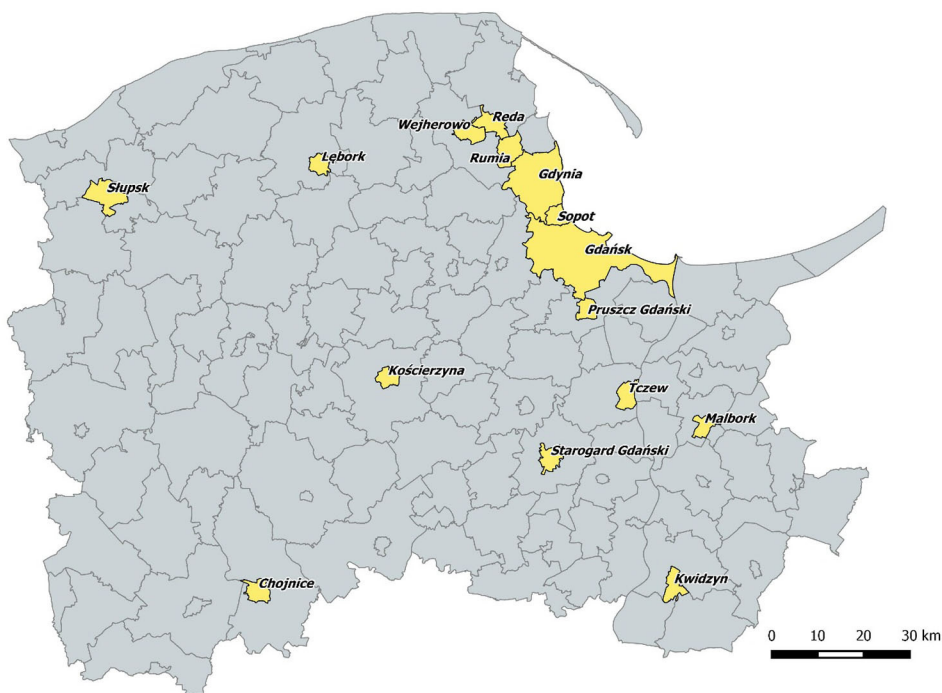 Reda
Wejherowo
Rumia
Lębork
Gdynia
Słupsk
Sopot
Gdańsk
Pruszcz Gdański
Kościerzyna
Tczew
Malbork
Starogard Gdański
Kwidzyn
Chojnice
0 10 20 30 km